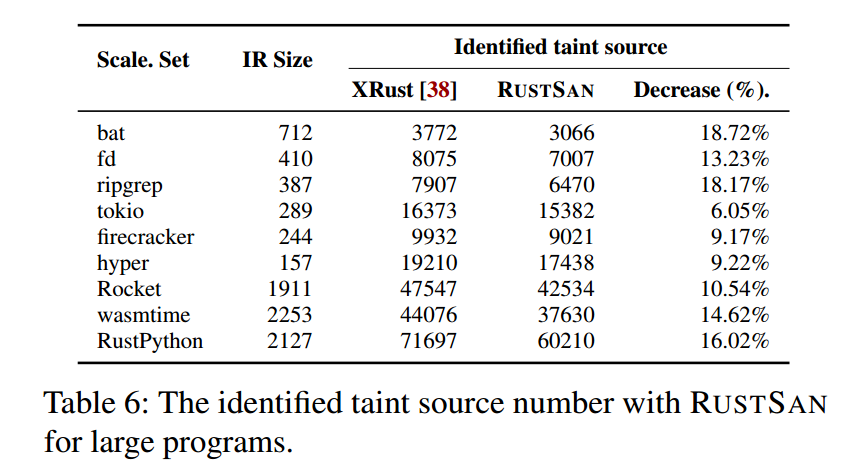 Scale. Set IR Size Identified taint source
XRust [38] RUSTSAN Decrease (%).
bat 712 3772 3066 18.72%
fd 410 8075 7007 13.23%
ripgrep 387 7907 6470 18.17%
tokio 289 16373 15382 6.05%
firecracker 244 9932 9021 9.17%
hyper 157 19210 17438 9.22%
Rocket 1911 47547 42534 10.54%
wasmtime 2253 44076 37630 14.62%
RustPython 2127 71697 60210 16.02%
Table 6: The identified taint source number with RUSTSAN
for large programs.